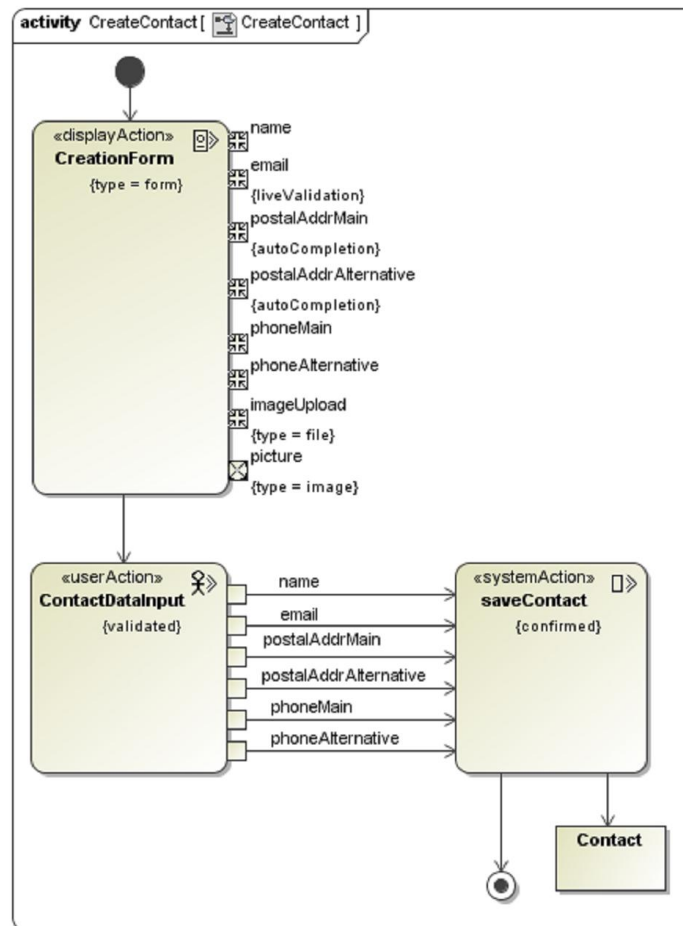 activity CreateContact[ CreateContact ]
«displayAction»
CreationForm
{type = form}
name
email
{liveValidation}
postalAddrMain
{autoCompletion}
postalAddrAlternative
{autoCompletion}
phoneMain
phoneAlternative
imageUpload
{type = file}
picture
{type = image}
«userAction»
ContactDataInput
{validated}
name
email
postalAddrMain
postalAddrAlternative
phoneMain
phoneAlternative
«systemAction»
saveContact
{confirmed}
Contact